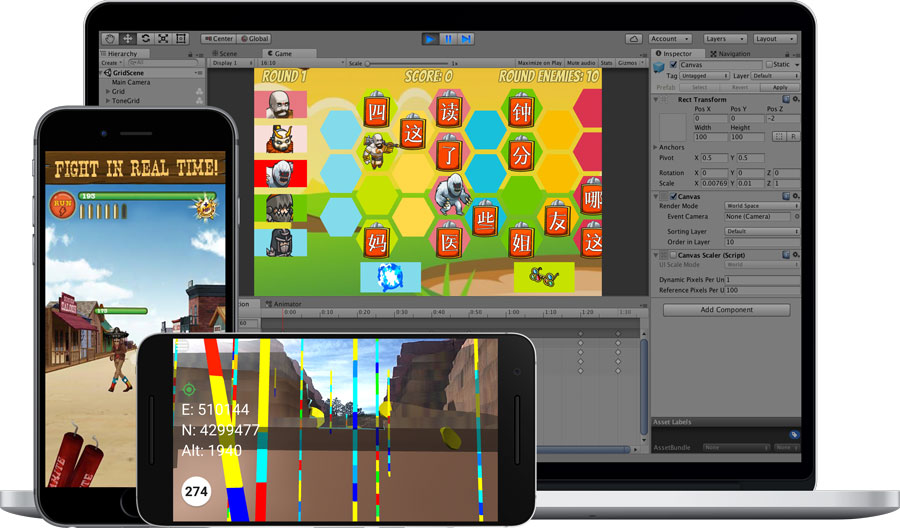 Center
Global
Account
Layers
Layout
Hierarchy
Scene
Game
Inspector
Navigation
Create
Display 1
16:10
Scale
1x
Maximize on Play
Mute audio
Stats
Gizmos
GridScene
Main Camera
Grid
ToneGrid
ROUND 1
SCORE: 0
ROUND ENEMIES: 10
四
读
钟
这
了
分
哪
些
友
妈
医
姐
这
Canvas
Static
Tag Untagged
Layer Default
Prefab Select Revert Apply
Rect Transform
Pos X Pos Y Pos Z
0 0 -2
Width Height
100 100
R
Anchors
Pivot X 0.5 Y 0.5
Rotation X 0 Y 0 Z 0
Scale X 0.00769 Y 0.01 Z 1
Canvas
Render Mode World Space
Event Camera None (Camera)
Sorting Layer Default
Order in Layer 10
Canvas Scaler (Script)
UI Scale Mode World
Dynamic Pixels Per Un 1
Reference Pixels Per U 100
Add Component
Asset Labels
AssetBundle None None
tion
Animator
60
0:00 0:10 0:20 0:30 0:40 0:50 1:00 1:10 1:20 1:30
FIGHT IN REAL TIME!
RUN
193
193
E: 510144
N: 4299477
Alt: 1940
274